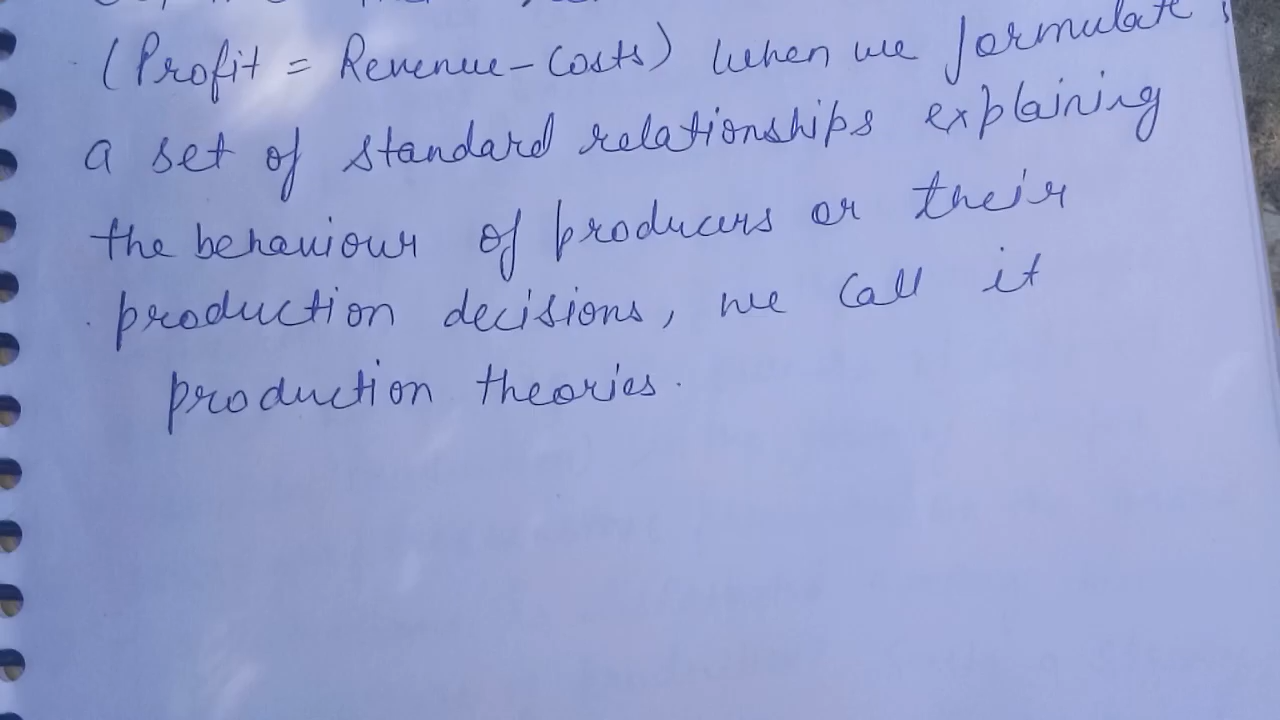 (Profit = Revenue - Costs) When we formulate
a set of standard relationships explaining
the behaviour of producers or their
production decisions, we call it
production theories.